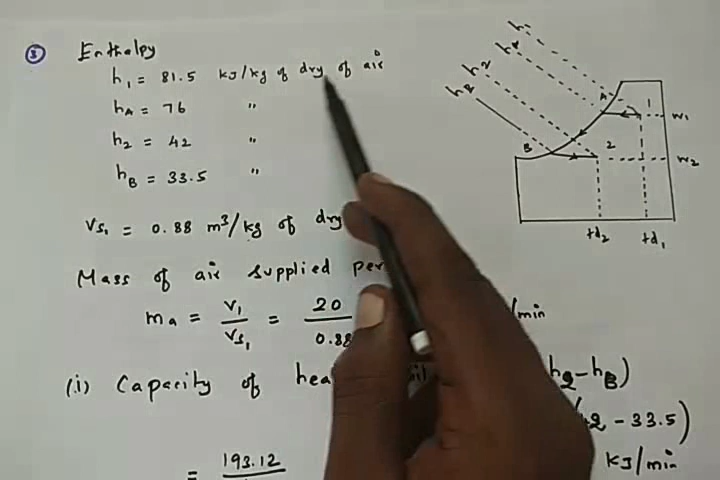 ③ Enthalpy
h₁ = 81.5 kJ/kg of dry of air
hA = 76 "
h₂ = 42 "
hB = 33.5 "
Vs₁ = 0.88 m³/kg of dry
Mass of air supplied per
ma = V₁/Vs₁ = 20/0.88 /min
(i) Capacity of hea il h₂-hB)
42 - 33.5)
= 193.12 kJ/min
h₁
hA
h₂
hB
A
1
B
2
W₁
W₂
td₂ td₁